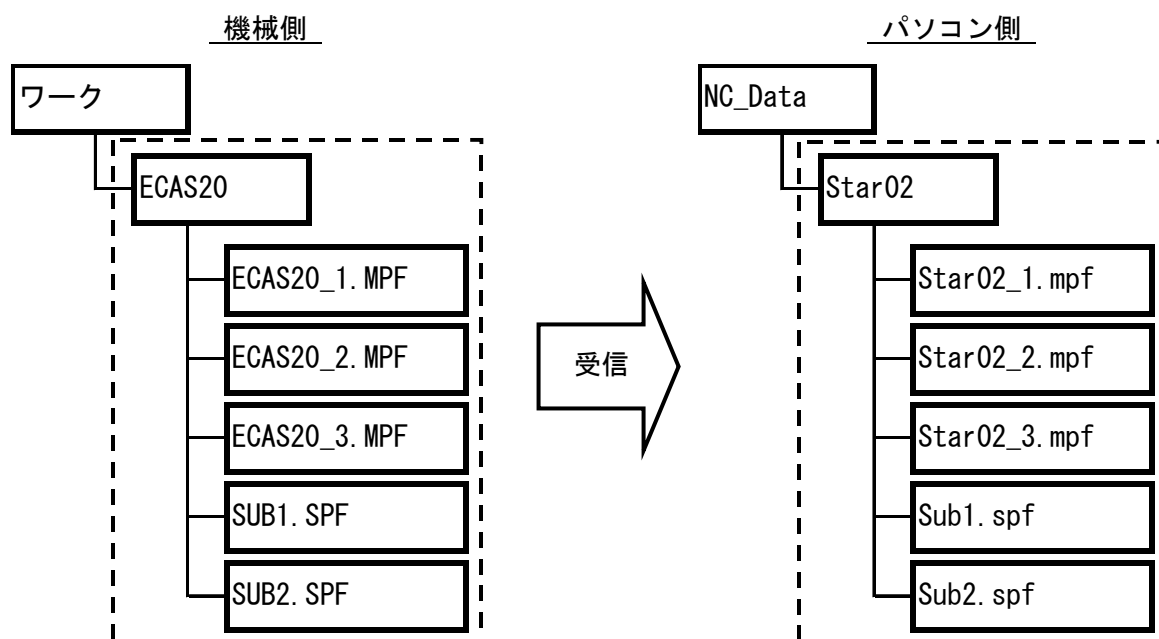 機械側
ワーク
ECAS20
ECAS20_1.MPF
ECAS20_2.MPF
ECAS20_3.MPF
SUB1.SPF
SUB2.SPF
受信
パソコン側
NC_Data
Star02
Star02_1.mpf
Star02_2.mpf
Star02_3.mpf
Sub1.spf
Sub2.spf